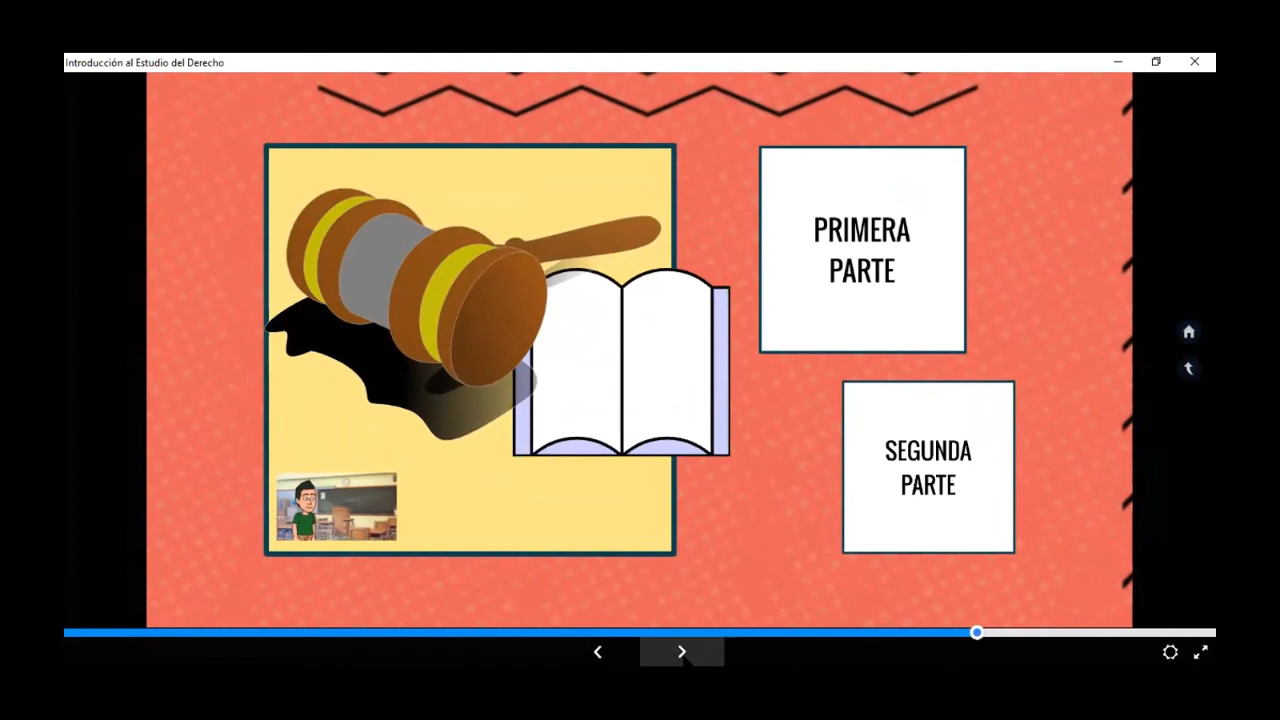 Introducción al Estudio del Derecho
PRIMERA
PARTE
SEGUNDA
PARTE